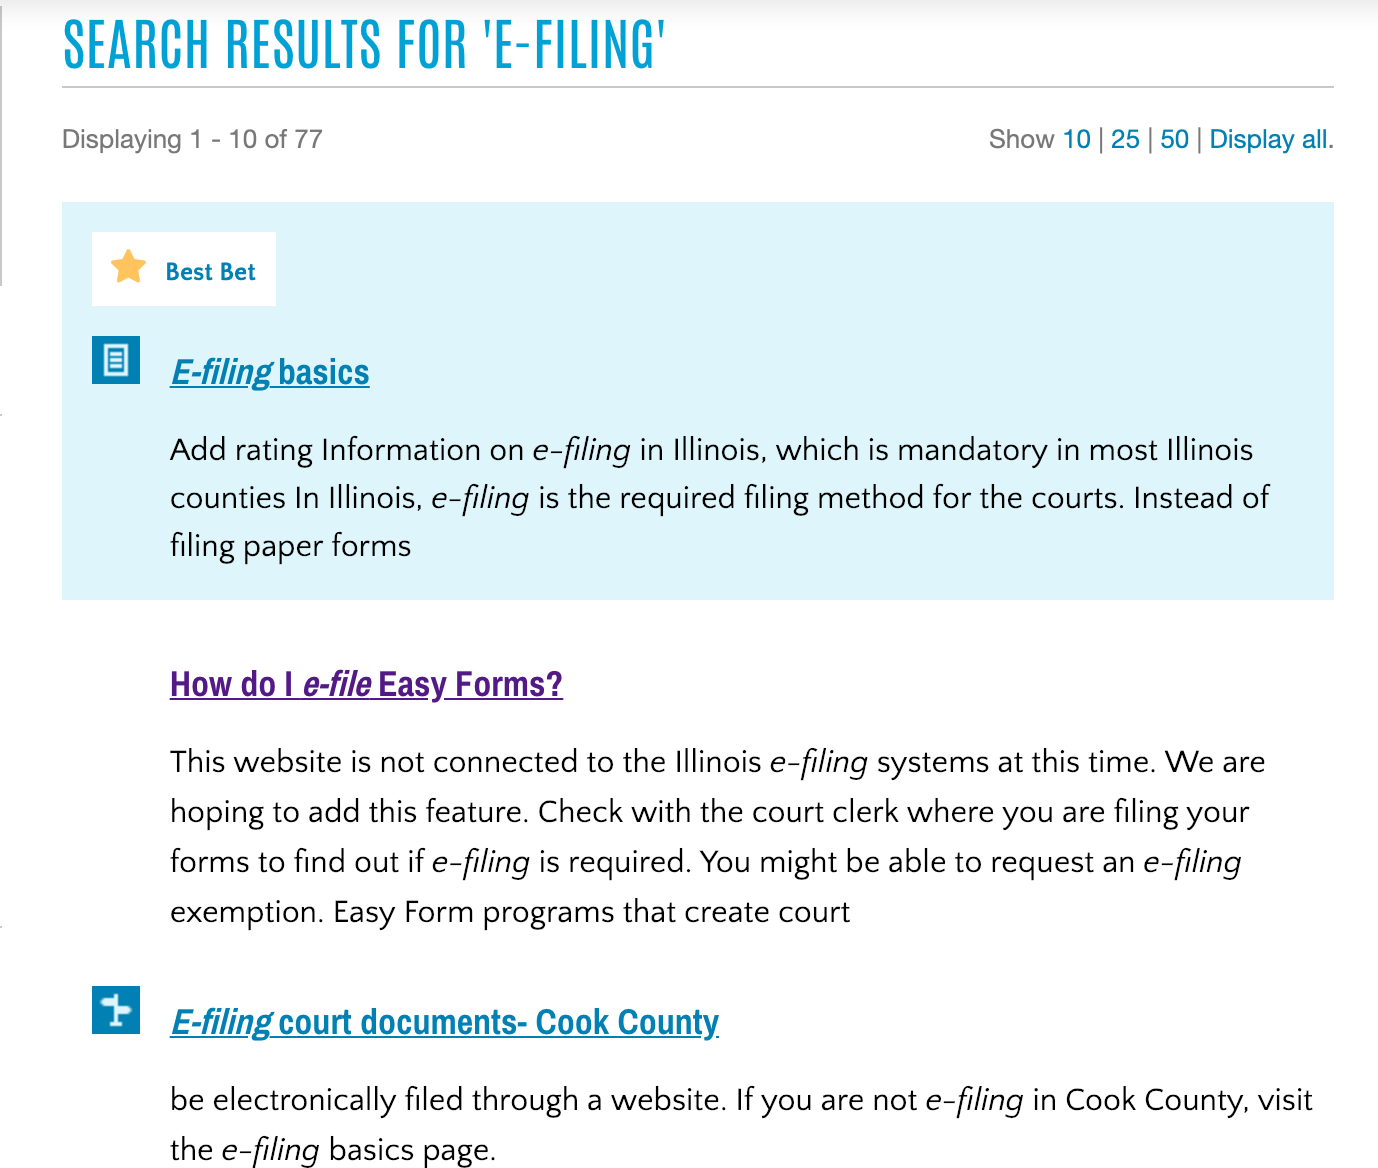 SEARCH RESULTS FOR 'E-FILING'
Displaying 1 - 10 of 77
Show 10 | 25 | 50 | Display all.
Best Bet
E-filing basics
Add rating Information on e-filing in Illinois, which is mandatory in most Illinois
counties In Illinois, e-filing is the required filing method for the courts. Instead of
filing paper forms
How do I e-file Easy Forms?
This website is not connected to the Illinois e-filing systems at this time. We are
hoping to add this feature. Check with the court clerk where you are filing your
forms to find out if e-filing is required. You might be able to request an e-filing
exemption. Easy Form programs that create court
E-filing court documents- Cook County
be electronically filed through a website. If you are not e-filing in Cook County, visit
the e-filing basics page.